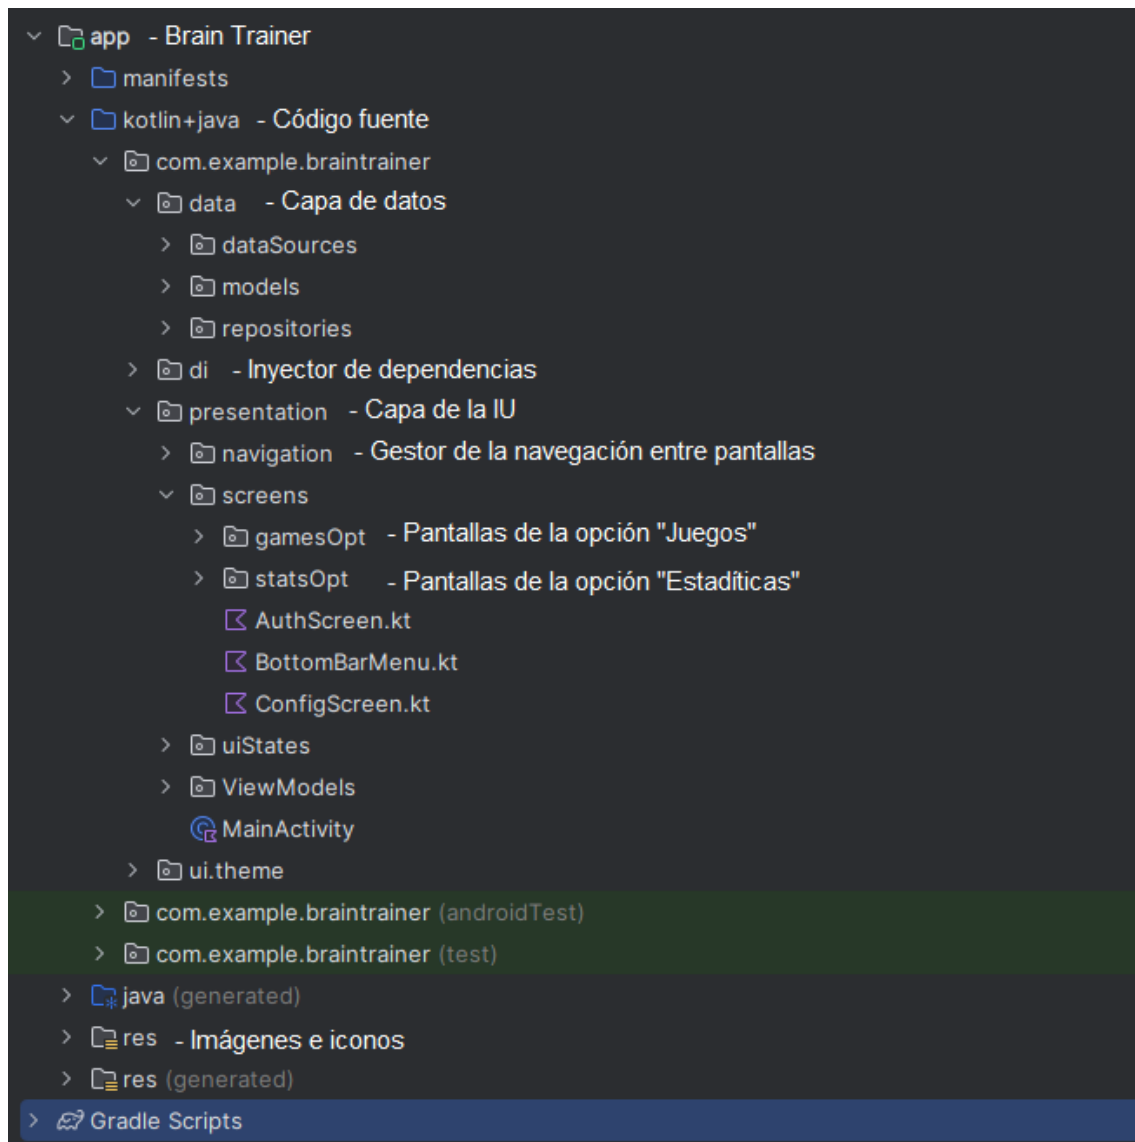 app - Brain Trainer
manifests
kotlin+java - Código fuente
com.example.braintrainer
data - Capa de datos
dataSources
models
repositories
di - Inyector de dependencias
presentation - Capa de la IU
navigation - Gestor de la navegación entre pantallas
screens
gamesOpt - Pantallas de la opción "Juegos"
statsOpt - Pantallas de la opción "Estadíticas"
AuthScreen.kt
BottomBarMenu.kt
ConfigScreen.kt
uiStates
ViewModels
MainActivity
ui.theme
com.example.braintrainer (androidTest)
com.example.braintrainer (test)
java (generated)
res - Imágenes e iconos
res (generated)
Gradle Scripts